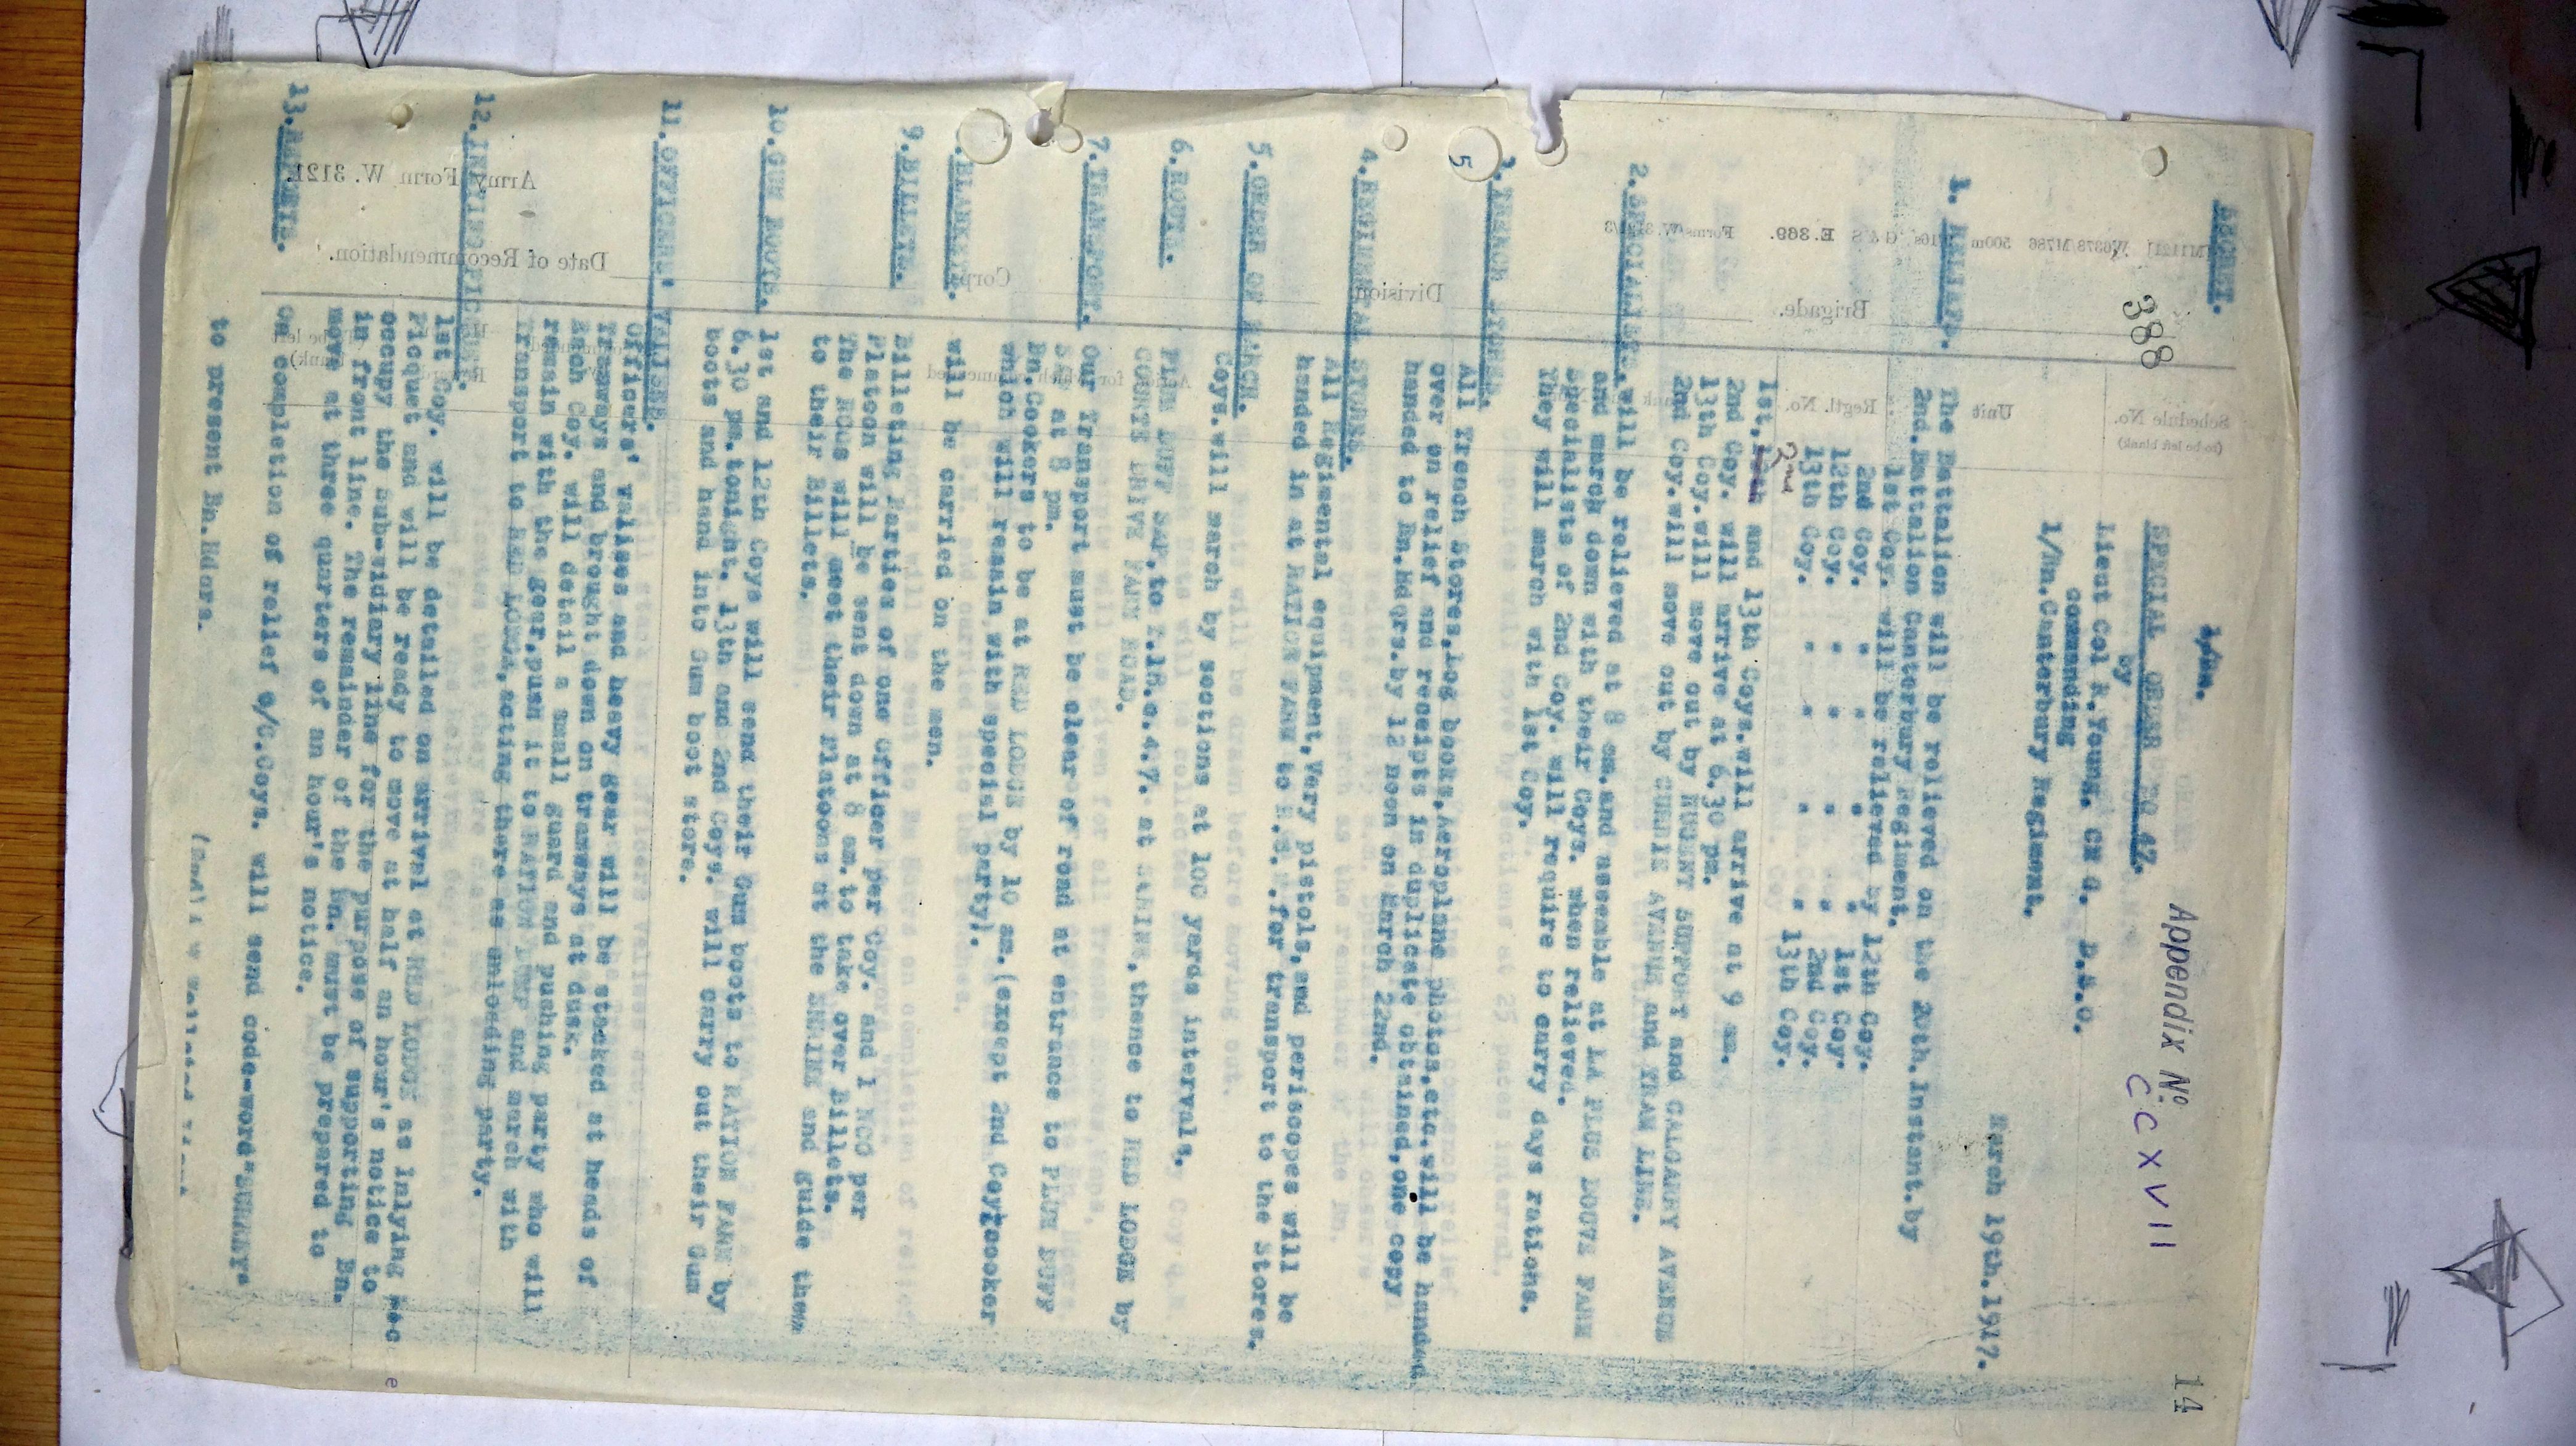 SECRET.
1/Bn.
Appendix No
CCXVII
14
388
SPECIAL ORDER NO 47.
by
Lieut Col R.Young. CM G. D.S.O.
commanding
1/Bn.Canterbury Regiment.
March 19th.1917.
1. RELIEF.
The Battalion will be relieved on the 20th.Instant.by
2nd.Battalion Canterbury Regiment.
1st Coy. will be relieved by 12th Coy.
2nd Coy. " " " " 1st Coy.
12th Coy. " " " " 2nd Coy.
13th Coy. " " " " 13th Coy.
2nd
1st, and 13th Coys.will arrive at 9 am.
2nd Coy. will arrive at 6.30 pm.
13th Coy.will move out by SUPPORT and CALGARY AVENUE
2nd Coy.will move out by CURRIE AVENUE and TRAM LINE.
2.SPECIALISTS.will be relieved at 8 am.and assemble at LA PLUS DOUVE FARM
and march down with their Coys. when relieved.
Specialists of 2nd Coy. will require to carry days rations.
They will march with 1st Coy.
3.TRENCH STORES.
All Trench Stores,Log books,Aeroplane photos,etc.will be handed
over on relief and receipts in duplicate obtained,one copy
handed to Bn.Hdqrs.by 12 noon on March 22nd.
4.REGIMENTAL STORES.
All Regimental equipment,Very pistols,and periscopes will be
handed in at RATION FARM to for transport to the Stores.
5.ORDER OF MARCH.
Coys.will march by sections at 100 yards intervals.
6.ROUTE.
PLUM DUFF SAP,to at thence to RED LODGE by
ROAD.
7.TRANSPORT.
Our Transport must be clear of road at entrance to PLUM DUFF
SAP at 8 pm.
Bn.Cookers to be at RED LODGE by 10 am.(except 2nd Coy cooker
which will remain with special party).
8.BLANKETS.
will be carried on the men.
9.BILLETS.
Billeting Parties of one Officer per Coy. and 1 NCO per
Platoon will be sent down at 8 am.to take over Billets.
The NCOs will meet their Platoons at the and guide them
to their Billets.
10.GUM BOOTS.
1st and 12th Coys will send their Gum boots to RATION FARM by
6.30 pm.tonight. 13th and 2nd Coys. will carry out their Gum
boots and hand into Gum boot store.
11.OFFICERS' VALISES.
Officers' valises and heavy gear will be stacked at heads of
Tramways and brought down on tramways at dusk.
Each Coy. will detail a small guard and pushing party who will
remain with the gear,push it to RATION and march with
Transport to RED LODGE,acting there as unloading party.
12.INLYING PICQUET.
1st Coy. will be detailed on arrival at RED LODGE as inlying
Picquet and will be ready to move at half an hour's notice to
occupy the sub-sidiary line for the purpose of supporting Bn.
in front line. The remainder of the Bn. must be prepared to
move at three quarters of an hour's notice.
13.
On completion of relief o/C.Coys. will send code-word
to present Bn.Hdqrs.
Army Form W. 3121.
Date of Recommendation.
Corps
Division
Brigade.
Schedule No.
(to be left blank)
Unit
Regtl. No.
5